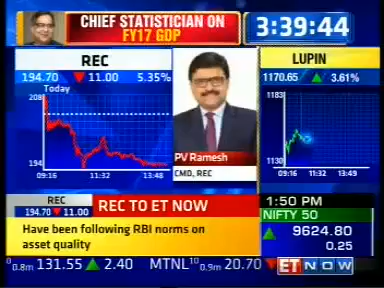 CHIEF STATISTICIAN ON
FY17 GDP
3:39:44
REC
194.70 ▼ 11.00 5.35%
Today
208
194
09:16 11:32 13:48
PV Ramesh
CMD, REC
LUPIN
1170.65 ▲ 3.61%
1183
1130
09:16 11:32 13:49
REC
194.70 ▼ 11.00
REC TO ET NOW
Have been following RBI norms on
asset quality
1:50 PM
NIFTY 50
▲ 9624.80
0.25
0.8m 131.55 ▲ 2.40 MTNL 0.9m 20.70 ▼
ET NOW